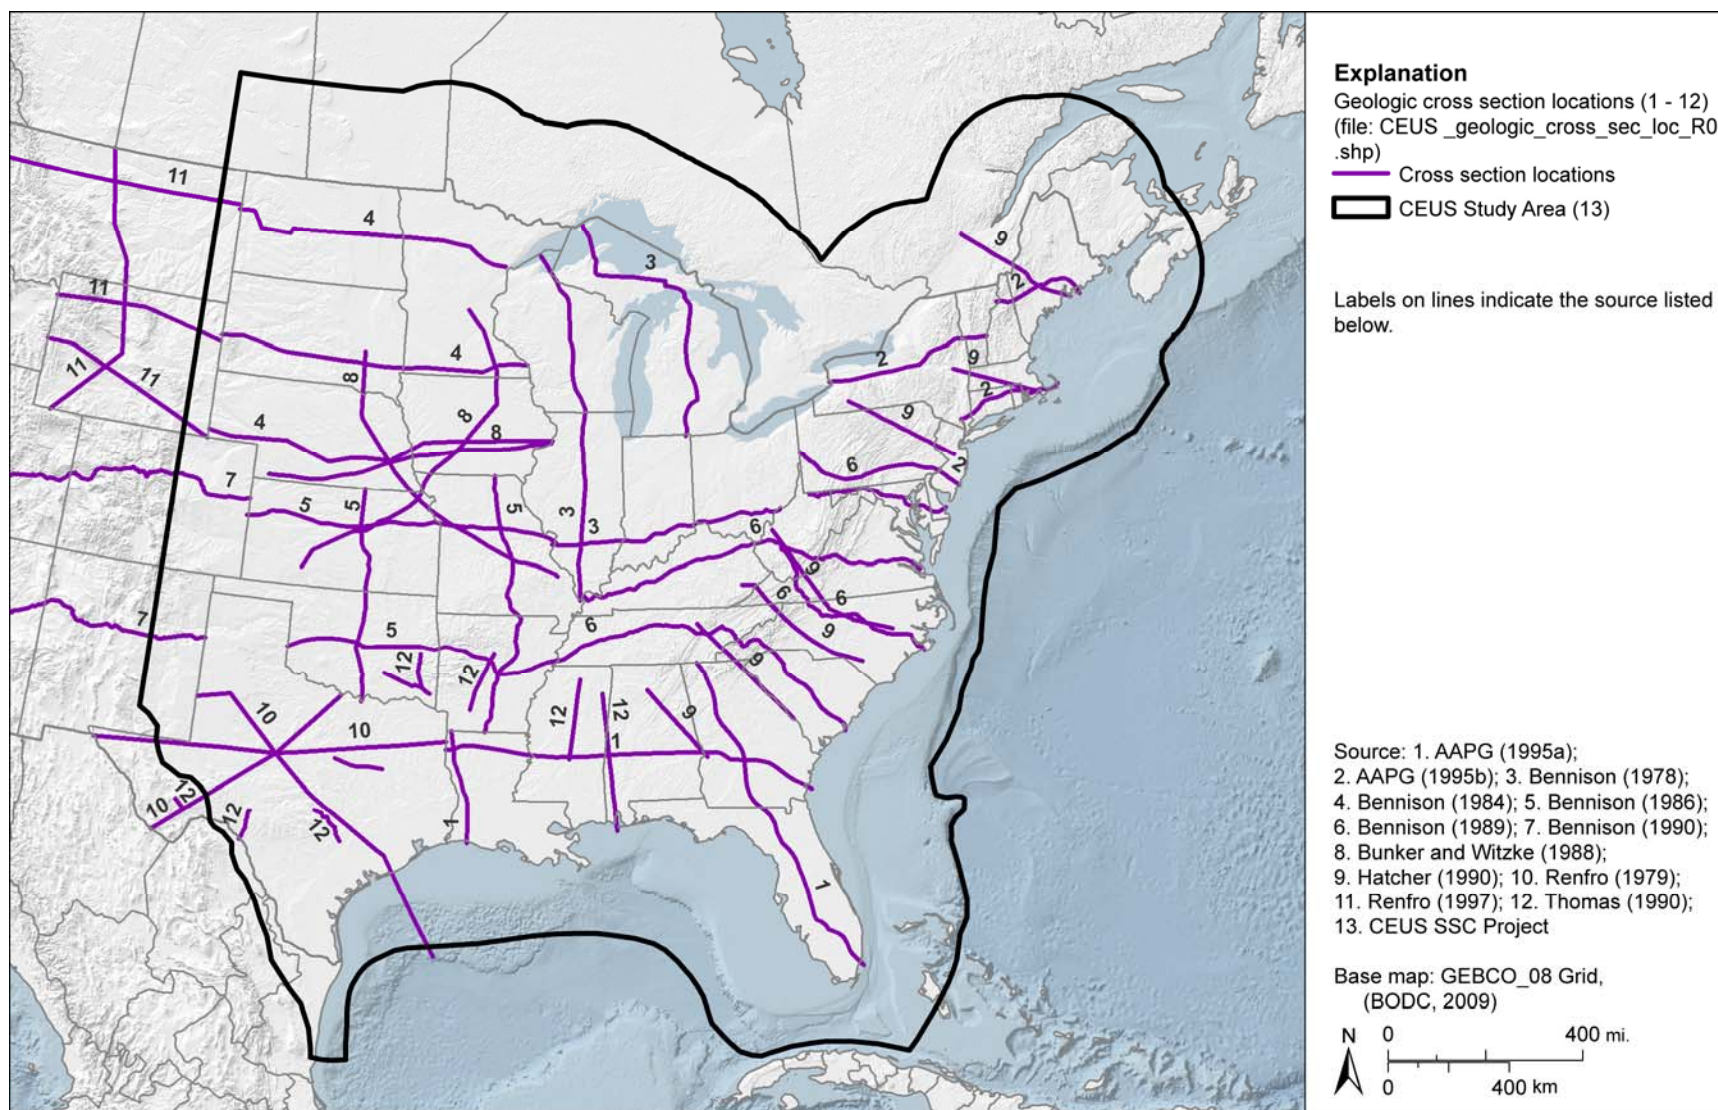 Explanation
Geologic cross section locations (1 - 12)
(file: CEUS _geologic_cross_sec_loc_R0
.shp)
Cross section locations
CEUS Study Area (13)
Labels on lines indicate the source listed
below.
Source: 1. AAPG (1995a);
2. AAPG (1995b); 3. Bennison (1978);
4. Bennison (1984); 5. Bennison (1986);
6. Bennison (1989); 7. Bennison (1990);
8. Bunker and Witzke (1988);
9. Hatcher (1990); 10. Renfro (1979);
11. Renfro (1997); 12. Thomas (1990);
13. CEUS SSC Project
Base map: GEBCO_08 Grid,
(BODC, 2009)
N
0 400 mi.
0 400 km
11
4
9
3
2
11
4
2
9
11
11
8
2
4
8
8
9
7
5
5
5
3
3
6
2
6
9
7
5
6
6
6
9
12
12
9
10
10
12
12
1
9
10
12
12
12
1
1